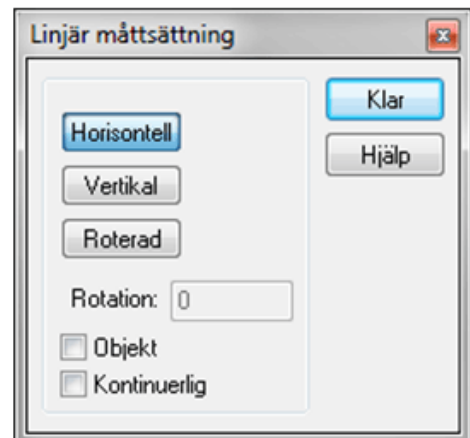 Linjär måttsättning
Horisontell
Vertikal
Roterad
Rotation: 0
Objekt
Kontinuerlig
Klar
Hjälp